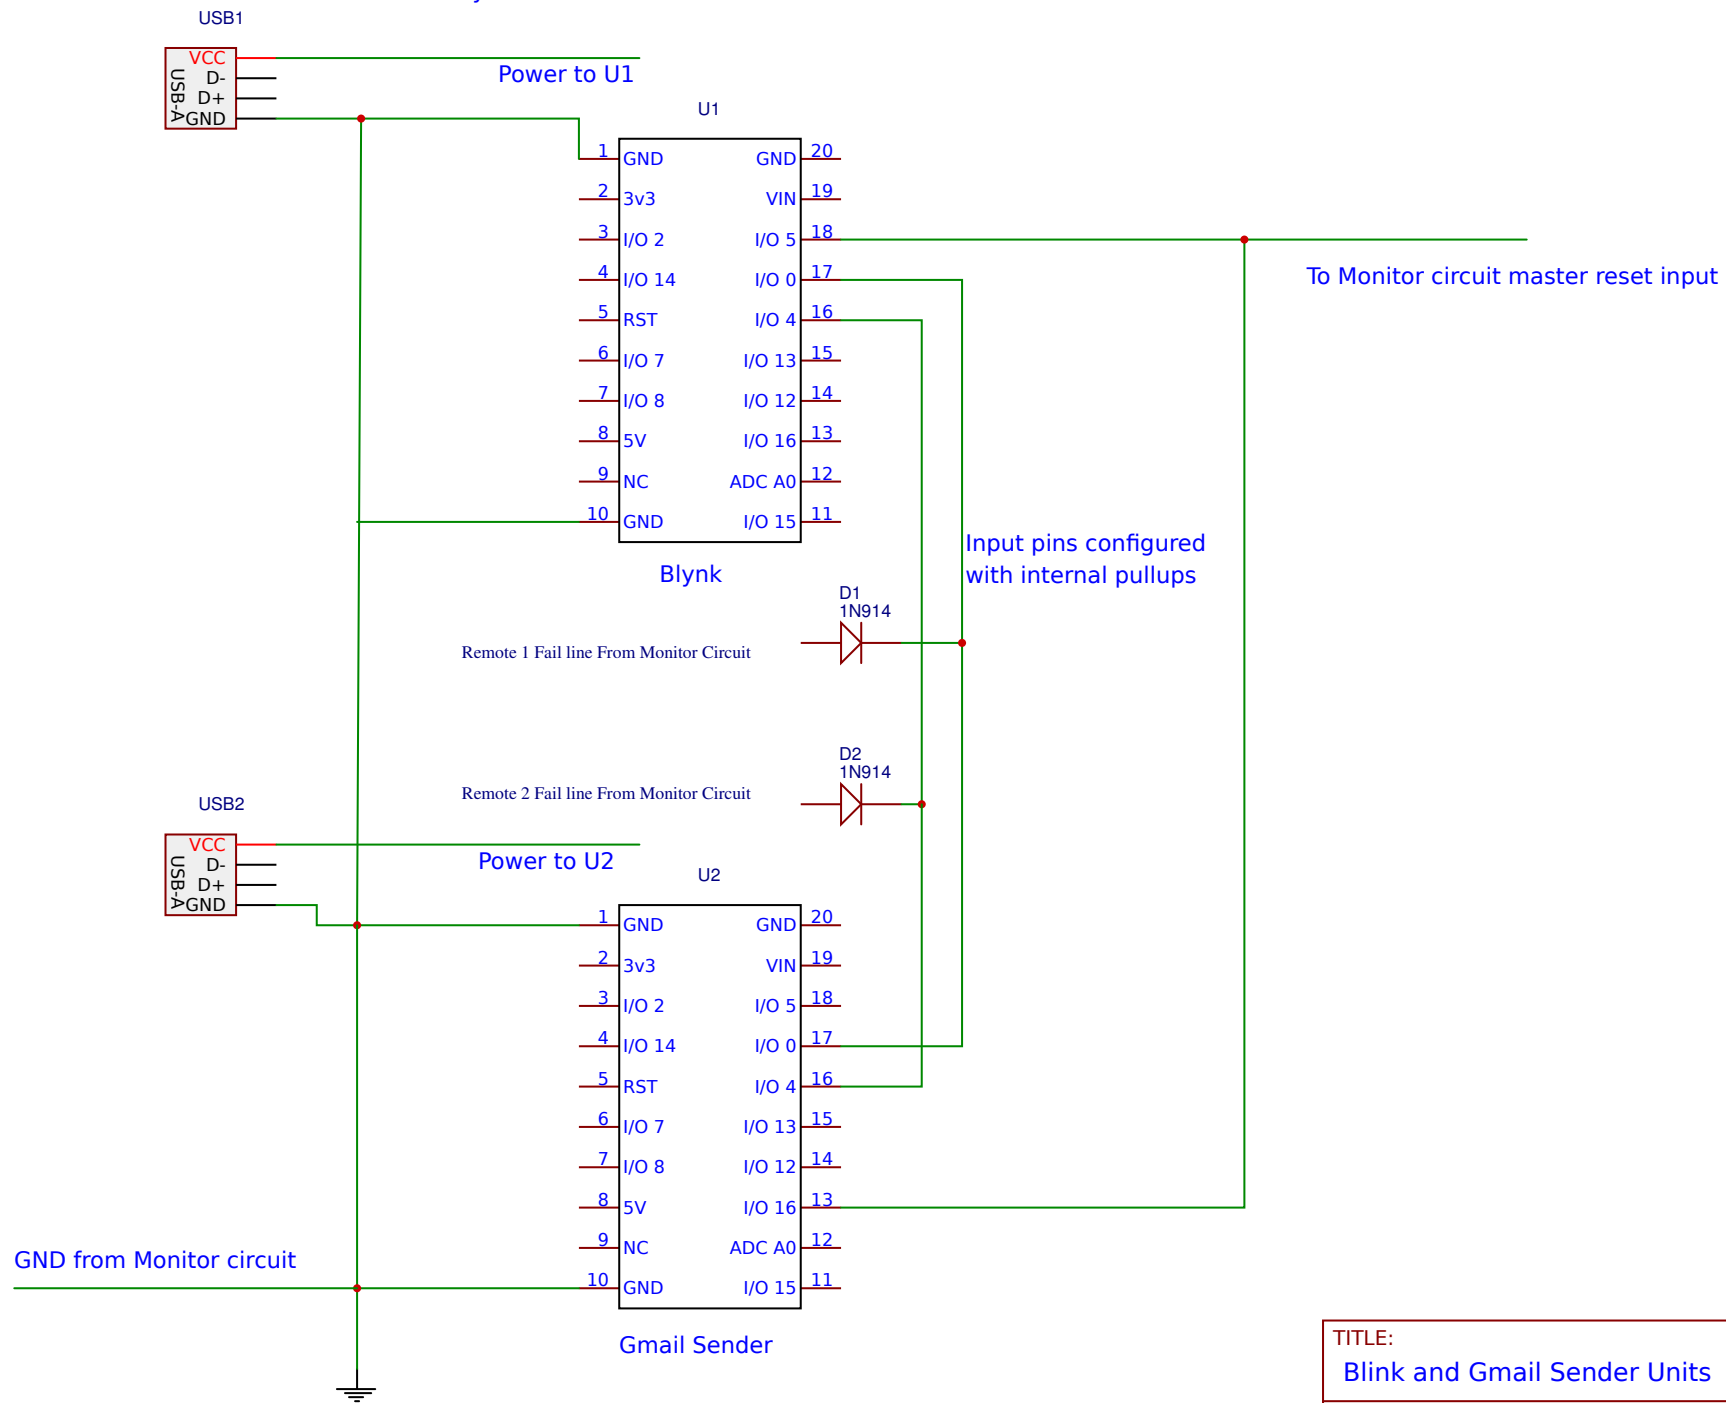 USB1
VCC
D-
D+
GND
USB-A
Power to U1
U1
1 GND
2 3v3
3 I/O 2
4 I/O 14
5 RST
6 I/O 7
7 I/O 8
8 5V
9 NC
10 GND
GND 20
VIN 19
I/O 5 18
I/O 0 17
I/O 4 16
I/O 13 15
I/O 12 14
I/O 16 13
ADC A0 12
I/O 15 11
To Monitor circuit master reset input
Blynk
Input pins configured
with internal pullups
D1
1N914
Remote 1 Fail line From Monitor Circuit
D2
1N914
Remote 2 Fail line From Monitor Circuit
USB2
VCC
D-
D+
GND
USB-A
Power to U2
U2
1 GND
2 3v3
3 I/O 2
4 I/O 14
5 RST
6 I/O 7
7 I/O 8
8 5V
9 NC
10 GND
GND 20
VIN 19
I/O 5 18
I/O 0 17
I/O 4 16
I/O 13 15
I/O 12 14
I/O 16 13
ADC A0 12
I/O 15 11
GND from Monitor circuit
Gmail Sender
TITLE:
Blink and Gmail Sender Units